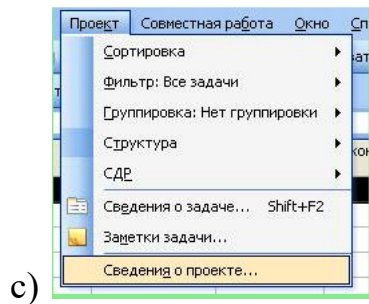 Проект Совместная работа Окно Сп
Сортировка
Фильтр: Все задачи
Группировка: Нет группировки
Структура
СДР
Сведения о задаче... Shift+F2
Заметки задачи...
Сведения о проекте...
c)